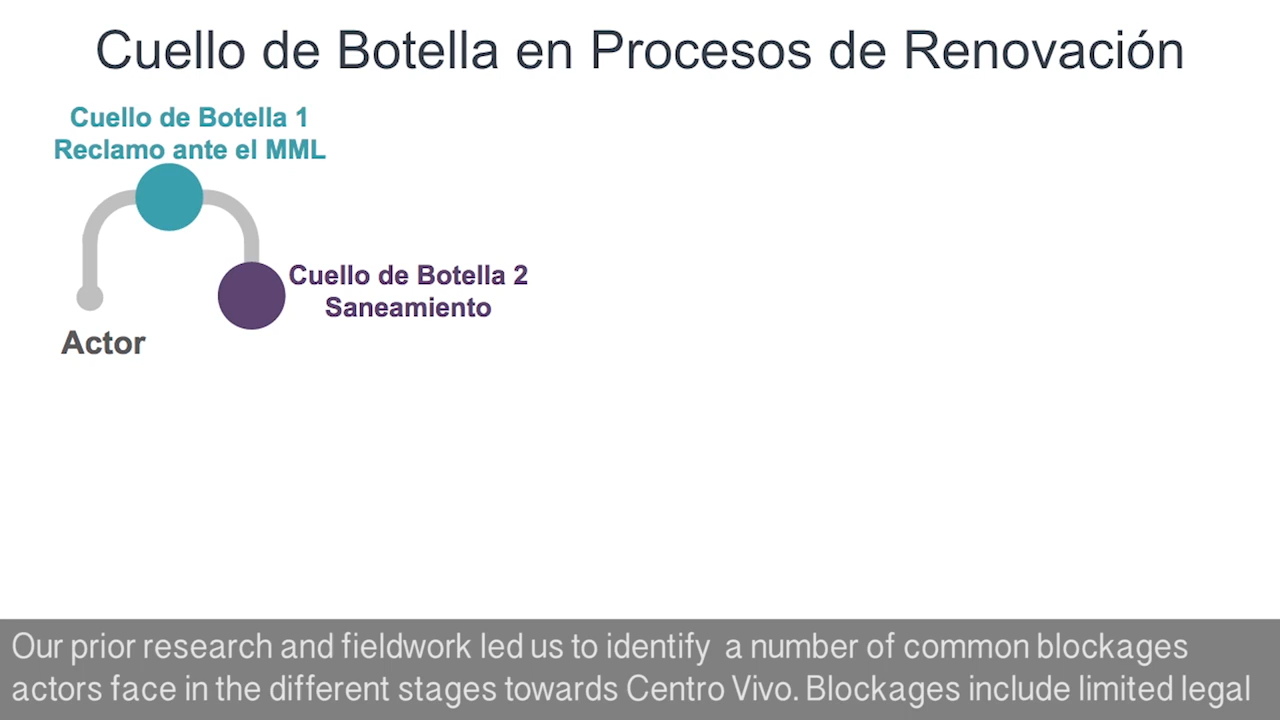 Cuello de Botella en Procesos de Renovación
Cuello de Botella 1
Reclamo ante el MML
Cuello de Botella 2
Saneamiento
Actor
Our prior research and fieldwork led us to identify a number of common blockages
actors face in the different stages towards Centro Vivo. Blockages include limited legal